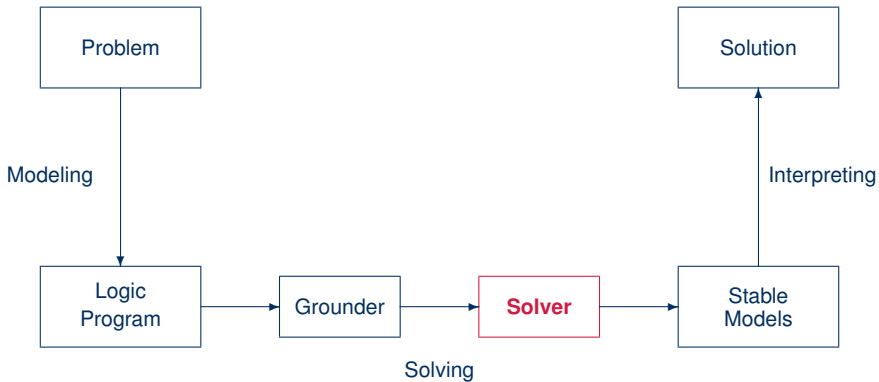 Problem
Solution
Modeling
Interpreting
Logic
Program
Grounder
Solver
Stable
Models
Solving